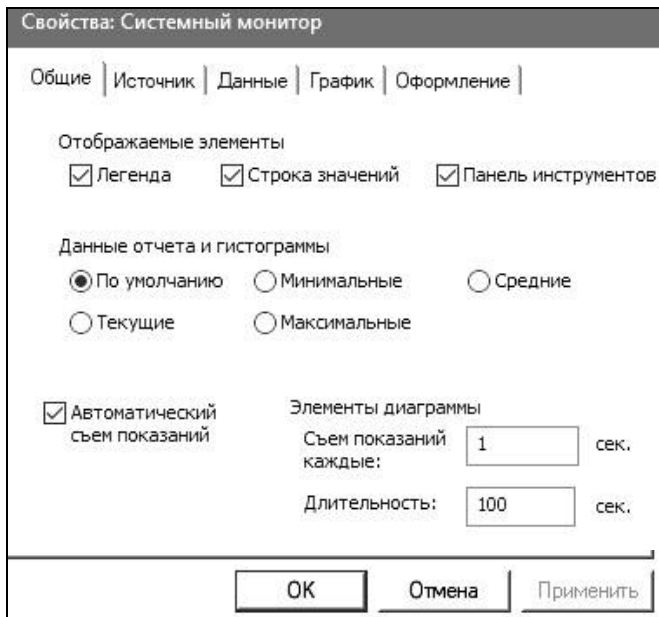 Свойства: Системный монитор
Общие Источник Данные График Оформление
Отображаемые элементы
Легенда Строка значений Панель инструментов
Данные отчета и гистограммы
По умолчанию Минимальные Средние
Текущие Максимальные
Автоматический съем показаний
Элементы диаграммы
Съем показаний каждые: 1 сек.
Длительность: 100 сек.
OK Отмена Применить